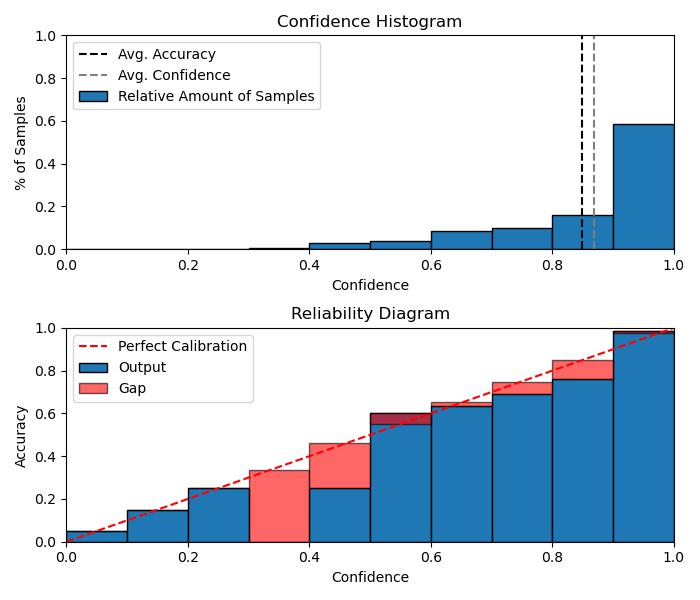 Confidence Histogram
1.0
0.8
0.6
0.4
0.2
0.0
% of Samples
Avg. Accuracy
Avg. Confidence
Relative Amount of Samples
0.0 0.2 0.4 0.6 0.8 1.0
Confidence
Reliability Diagram
1.0
0.8
0.6
0.4
0.2
0.0
Accuracy
Perfect Calibration
Output
Gap
0.0 0.2 0.4 0.6 0.8 1.0
Confidence